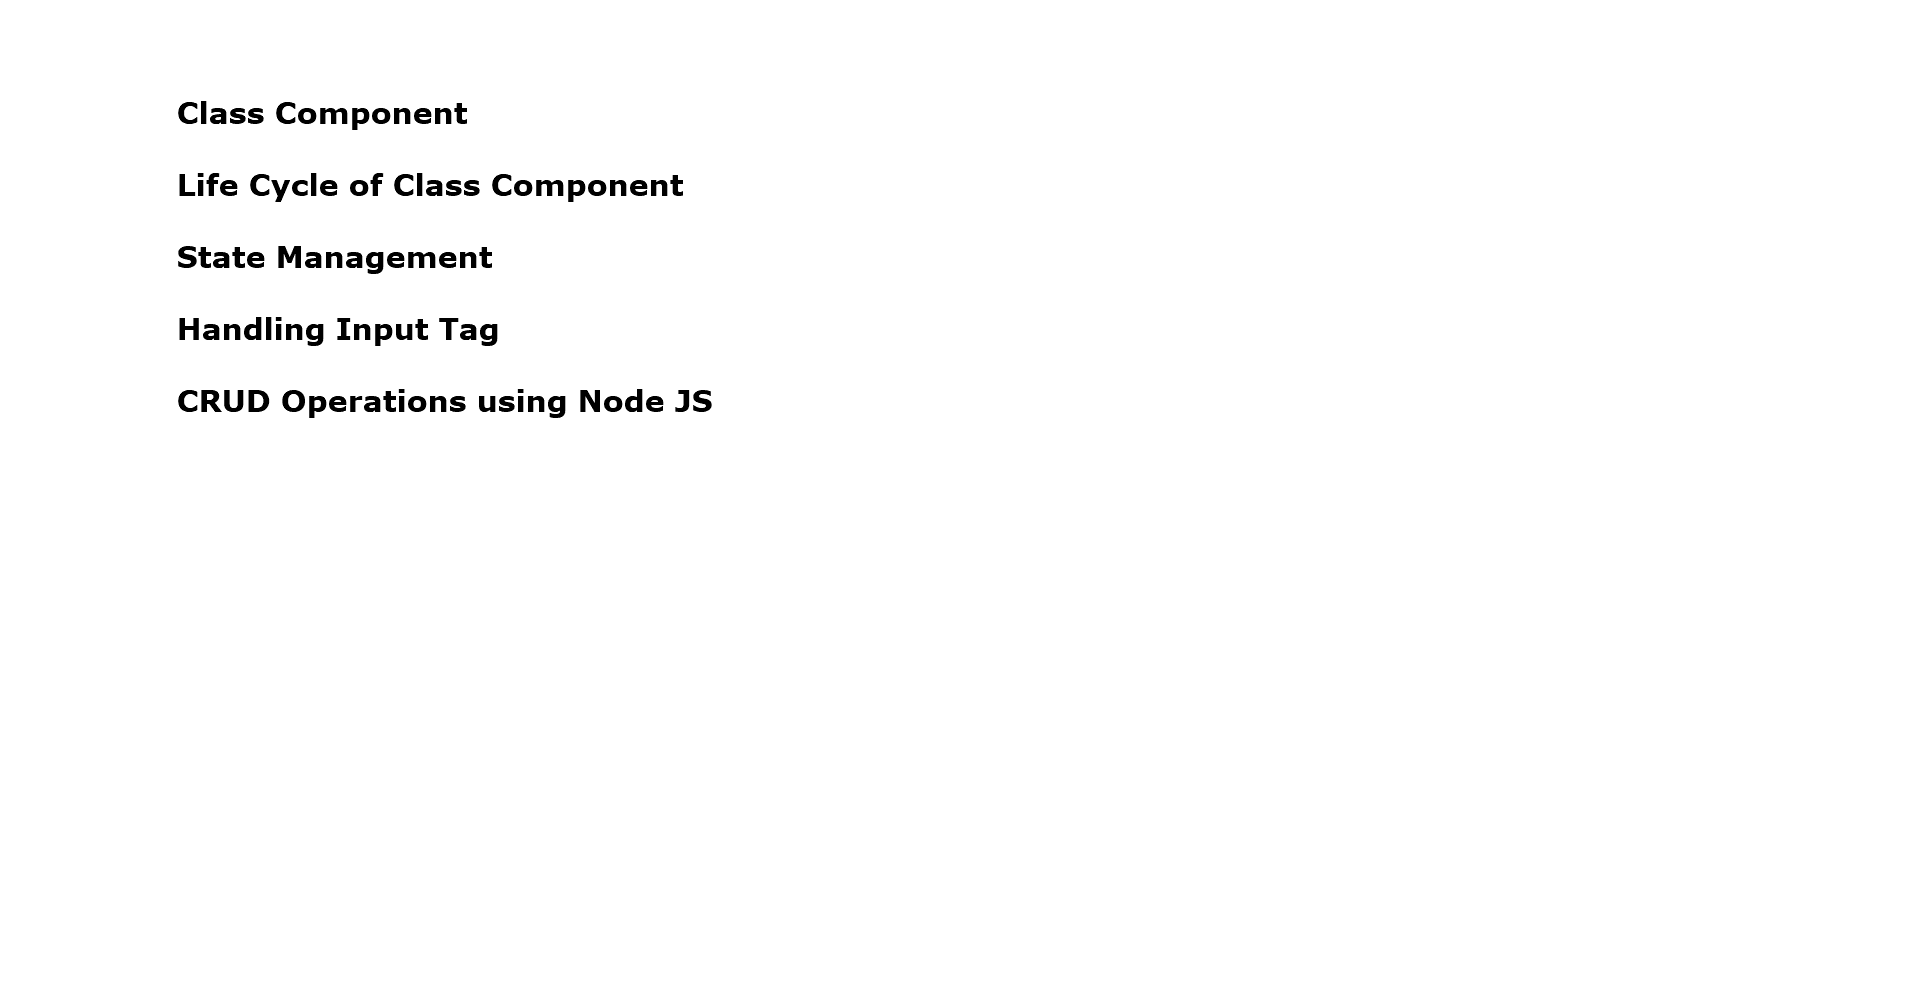 Class Component
Life Cycle of Class Component
State Management
Handling Input Tag
CRUD Operations using Node JS